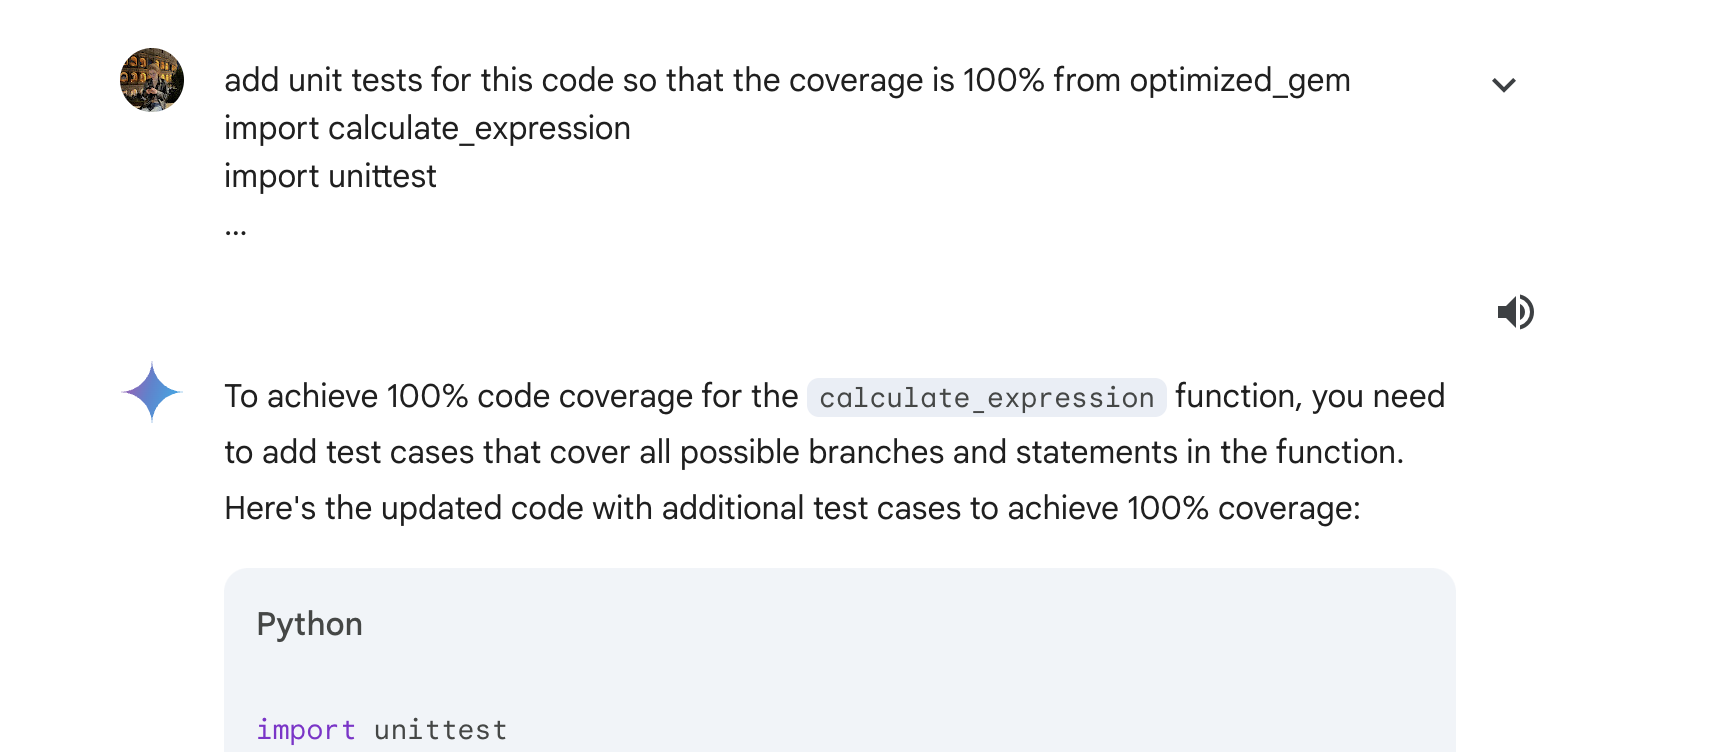 add unit tests for this code so that the coverage is 100% from optimized_gem
import calculate_expression
import unittest
...
To achieve 100% code coverage for the calculate_expression function, you need
to add test cases that cover all possible branches and statements in the function.
Here's the updated code with additional test cases to achieve 100% coverage:
Python
import unittest